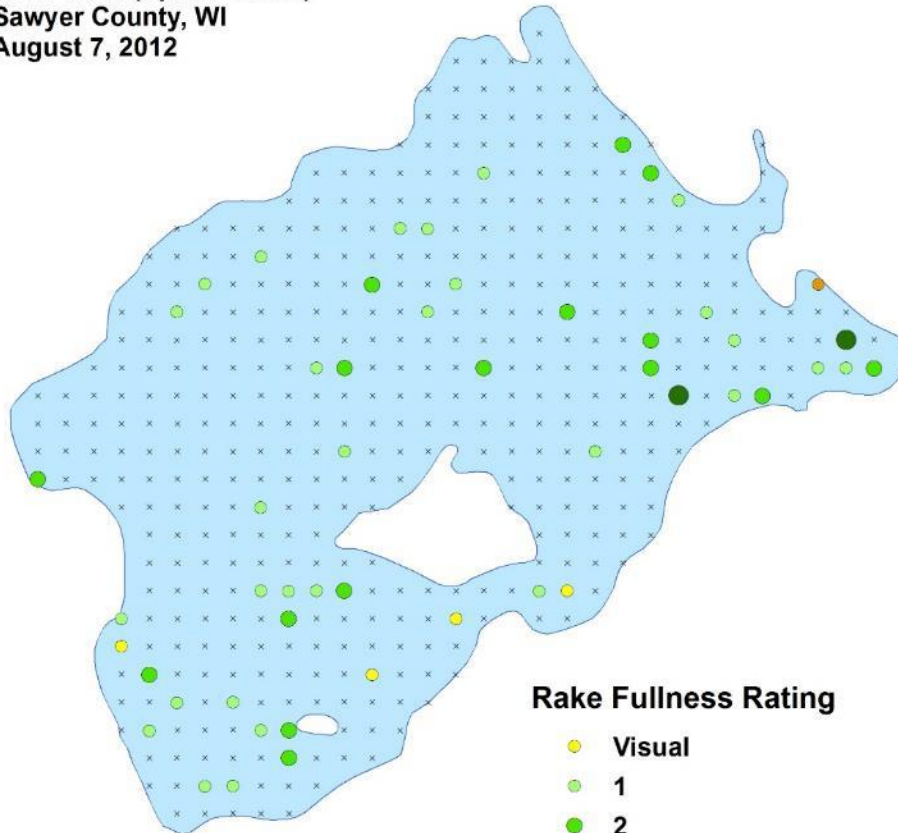 Sawyer County, WI
August 7, 2012
Rake Fullness Rating
Visual
1
2